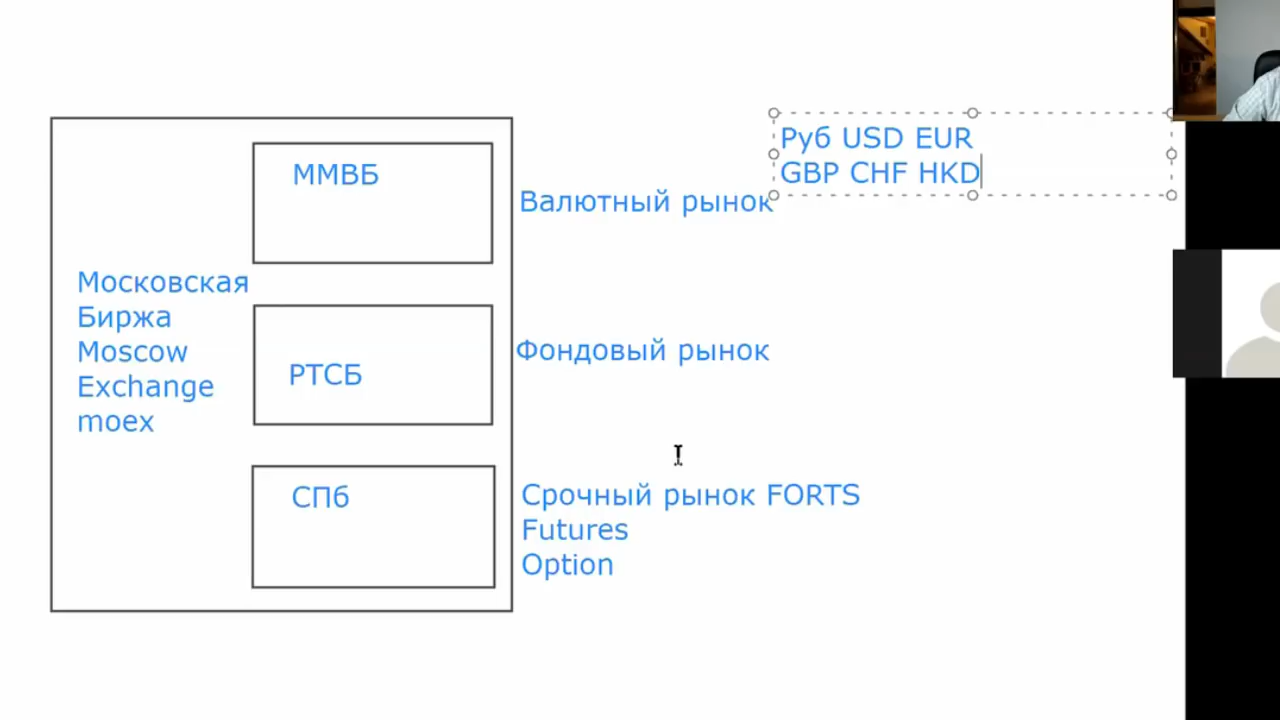 Руб USD EUR
GBP CHF HKD
ММВБ
Валютный рынок
Московская
Биржа
Moscow
Exchange
moex
РТСБ
Фондовый рынок
СПб
Срочный рынок FORTS
Futures
Option